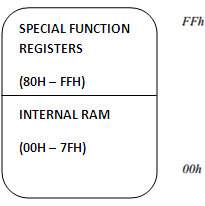 SPECIAL FUNCTION
REGISTERS
(80H – FFH)
INTERNAL RAM
(00H – 7FH)
FFh
00h